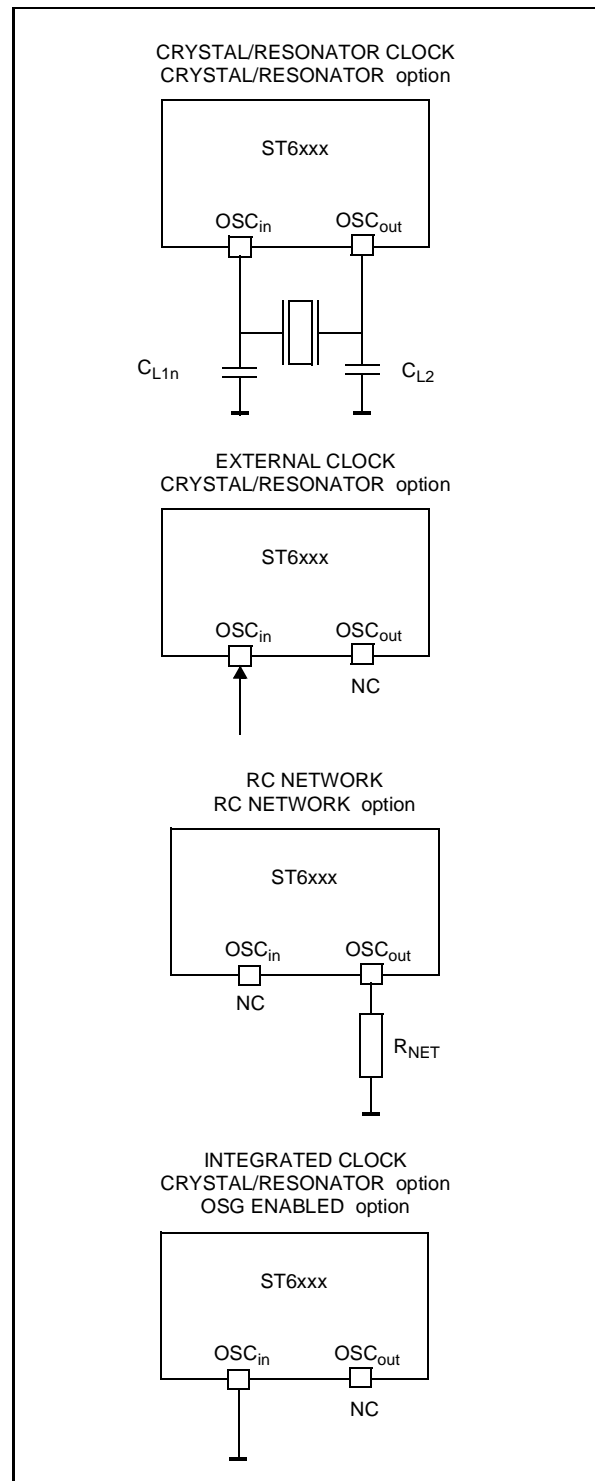 CRYSTAL/RESONATOR CLOCK
CRYSTAL/RESONATOR option
ST6xxx
OSCin OSCout
CL1n CL2
EXTERNAL CLOCK
CRYSTAL/RESONATOR option
ST6xxx
OSCin OSCout
NC
RC NETWORK
RC NETWORK option
ST6xxx
OSCin OSCout
NC
RNET
INTEGRATED CLOCK
CRYSTAL/RESONATOR option
OSG ENABLED option
ST6xxx
OSCin OSCout
NC